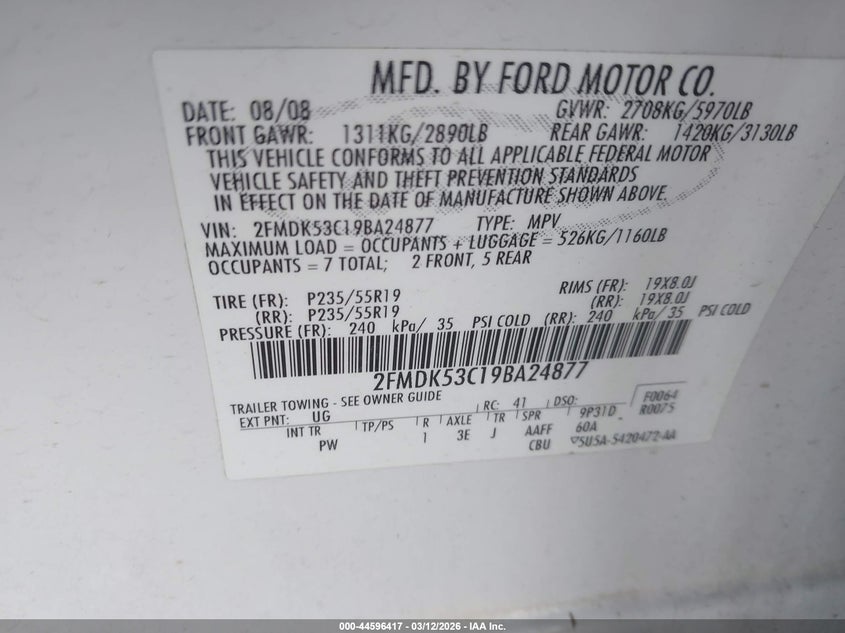 MFD. BY FORD MOTOR CO.
DATE: 08/08 GVWR: 2708KG/5970LB
FRONT GAWR: 1311KG/2890LB REAR GAWR: 1420KG/3130LB
THIS VEHICLE CONFORMS TO ALL APPLICABLE FEDERAL MOTOR
VEHICLE SAFETY AND THEFT PREVENTION STANDARDS
IN EFFECT ON THE DATE OF MANUFACTURE SHOWN ABOVE.
VIN: 2FMDK53C19BA24877 TYPE: MPV
MAXIMUM LOAD = OCCUPANTS + LUGGAGE = 526KG/1160LB
OCCUPANTS = 7 TOTAL; 2 FRONT, 5 REAR
TIRE (FR): P235/55R19 RIMS (FR): 19X8.0J
(RR): P235/55R19 (RR): 19X8.0J
PRESSURE (FR): 240 kPa/ 35 PSI COLD (RR): 240 kPa/ 35 PSI COLD
2FMDK53C19BA24877
TRAILER TOWING - SEE OWNER GUIDE
EXT PNT: UG RC: 41 DSO: F0064
INT TR TP/PS R AXLE TR SPR 9P31D R0075
PW 1 3E J AAFF 60A
CBU 5U5A-5420472-AA
000-44596417 - 03/12/2026 - IAA Inc.